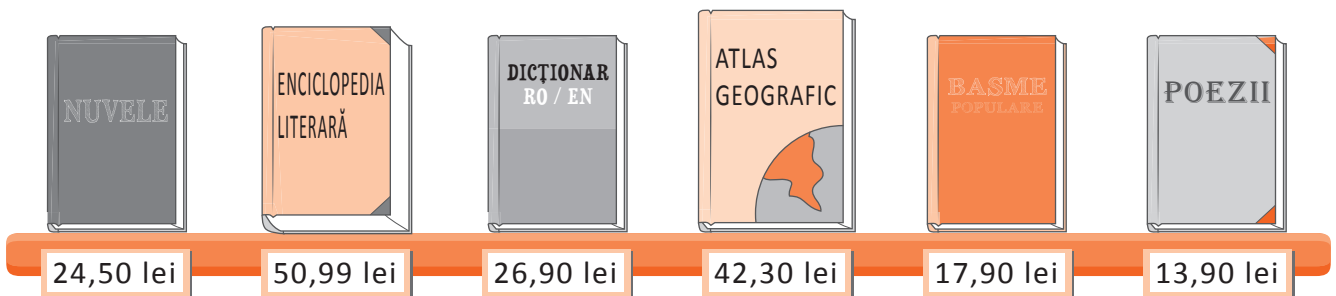 NUVELE
ENCICLOPEDIA
LITERARĂ
DICȚIONAR
RO / EN
ATLAS
GEOGRAFIC
BASME
POPULARE
POEZII
24,50 lei
50,99 lei
26,90 lei
42,30 lei
17,90 lei
13,90 lei